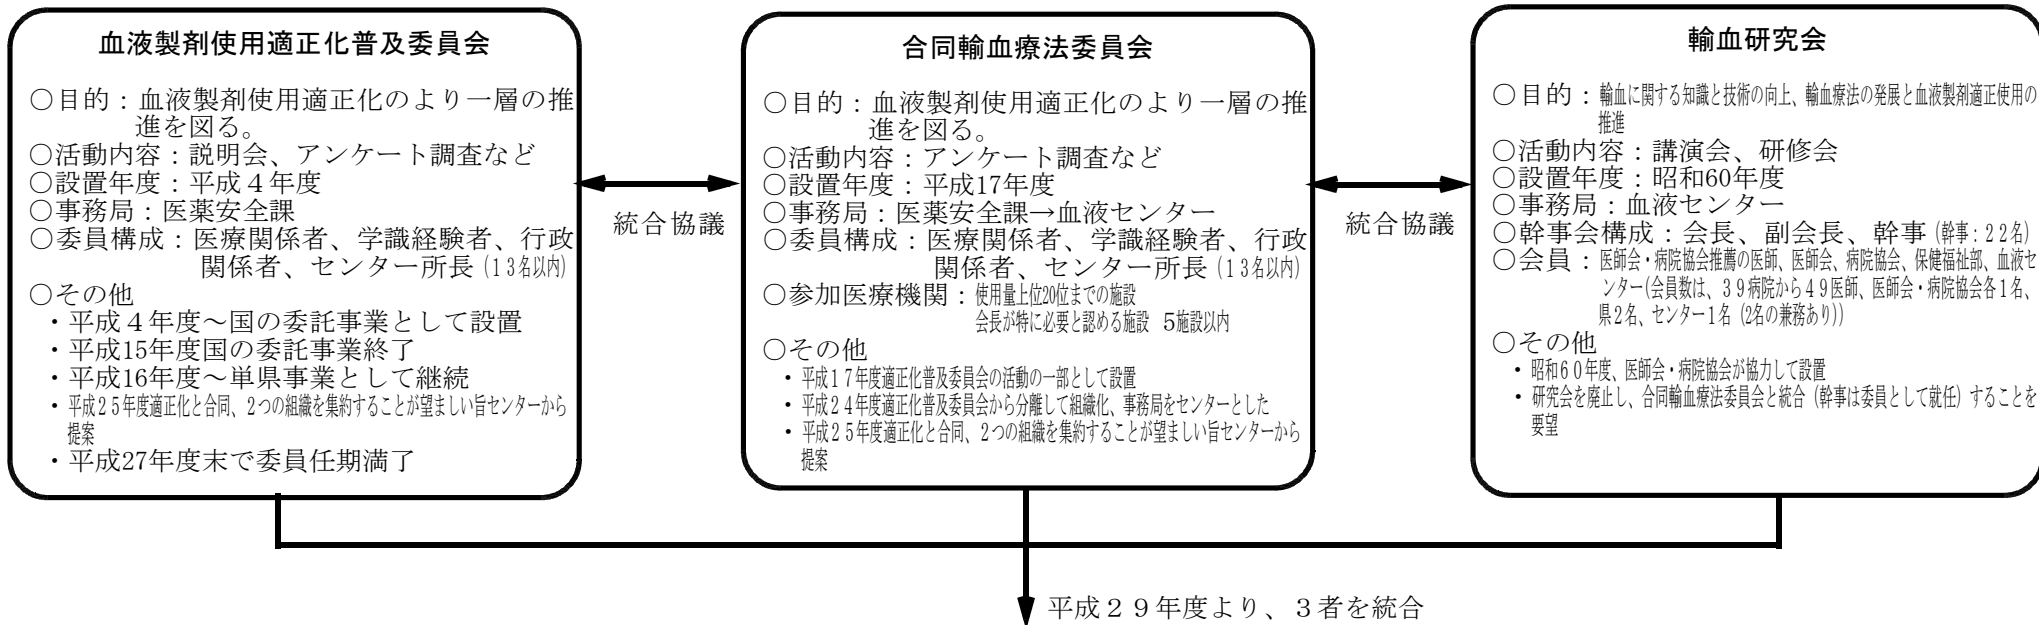 血液製剤使用適正化普及委員会
○目的：血液製剤使用適正化のより一層の推
進を図る。
○活動内容：説明会、アンケート調査など
○設置年度：平成４年度
○事務局：医薬安全課
○委員構成：医療関係者、学識経験者、行政
関係者、センター所長（13名以内）
○その他
・平成４年度～国の委託事業として設置
・平成15年度国の委託事業終了
・平成16年度～単県事業として継続
・平成２５年度適正化と合同、２つの組織を集約することが望ましい旨センターから
提案
・平成27年度末で委員任期満了
統合協議
合同輸血療法委員会
○目的：血液製剤使用適正化のより一層の推
進を図る。
○活動内容：アンケート調査など
○設置年度：平成17年度
○事務局：医薬安全課→血液センター
○委員構成：医療関係者、学識経験者、行政
関係者、センター所長（13名以内）
○参加医療機関：使用量上位20位までの施設
会長が特に必要と認める施設　5施設以内
○その他
・平成１７年度適正化普及委員会の活動の一部として設置
・平成２４年度適正化普及委員会から分離して組織化、事務局をセンターとした
・平成２５年度適正化と合同、２つの組織を集約することが望ましい旨センターから
提案
統合協議
輸血研究会
○目的：輸血に関する知識と技術の向上、輸血療法の発展と血液製剤適正使用の
推進
○活動内容：講演会、研修会
○設置年度：昭和60年度
○事務局：血液センター
○幹事会構成：会長、副会長、幹事（幹事：２２名）
○会員：医師会・病院協会推薦の医師、医師会、病院協会、保健福祉部、血液セ
ンター(会員数は、３９病院から４９医師、医師会・病院協会各１名、
県２名、センター１名（2名の兼務あり））
○その他
・昭和６０年度、医師会・病院協会が協力して設置
・研究会を廃止し、合同輸血療法委員会と統合（幹事は委員として就任）することを
要望
平成２９年度より、３者を統合